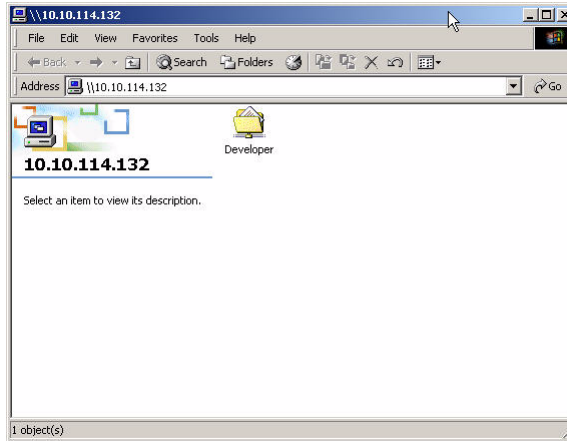 \\10.10.114.132
File Edit View Favorites Tools Help
Back Search Folders
Address \\10.10.114.132 Go
10.10.114.132
Developer
Select an item to view its description.
1 object(s)